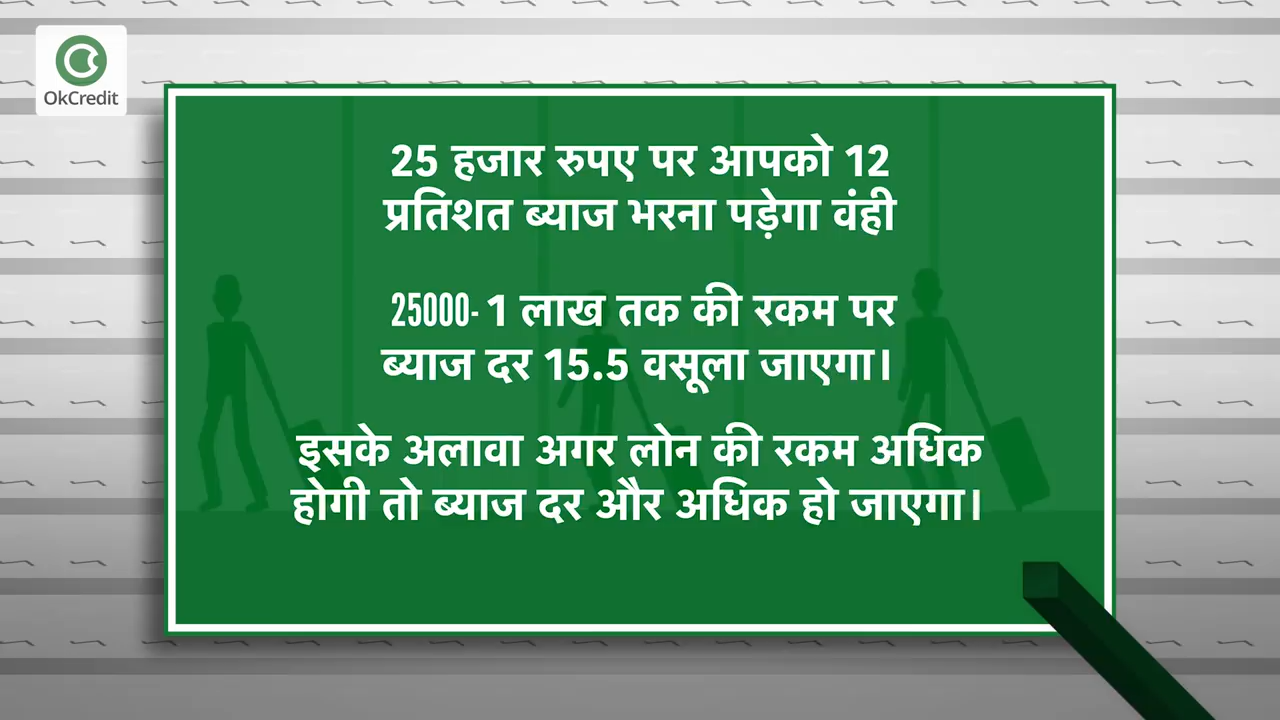 OkCredit
25 हजार रुपए पर आपको 12
प्रतिशत ब्याज भरना पड़ेगा वंही
25000- 1 लाख तक की रकम पर
ब्याज दर 15.5 वसूला जाएगा।
इसके अलावा अगर लोन की रकम अधिक
होगी तो ब्याज दर और अधिक हो जाएगा।